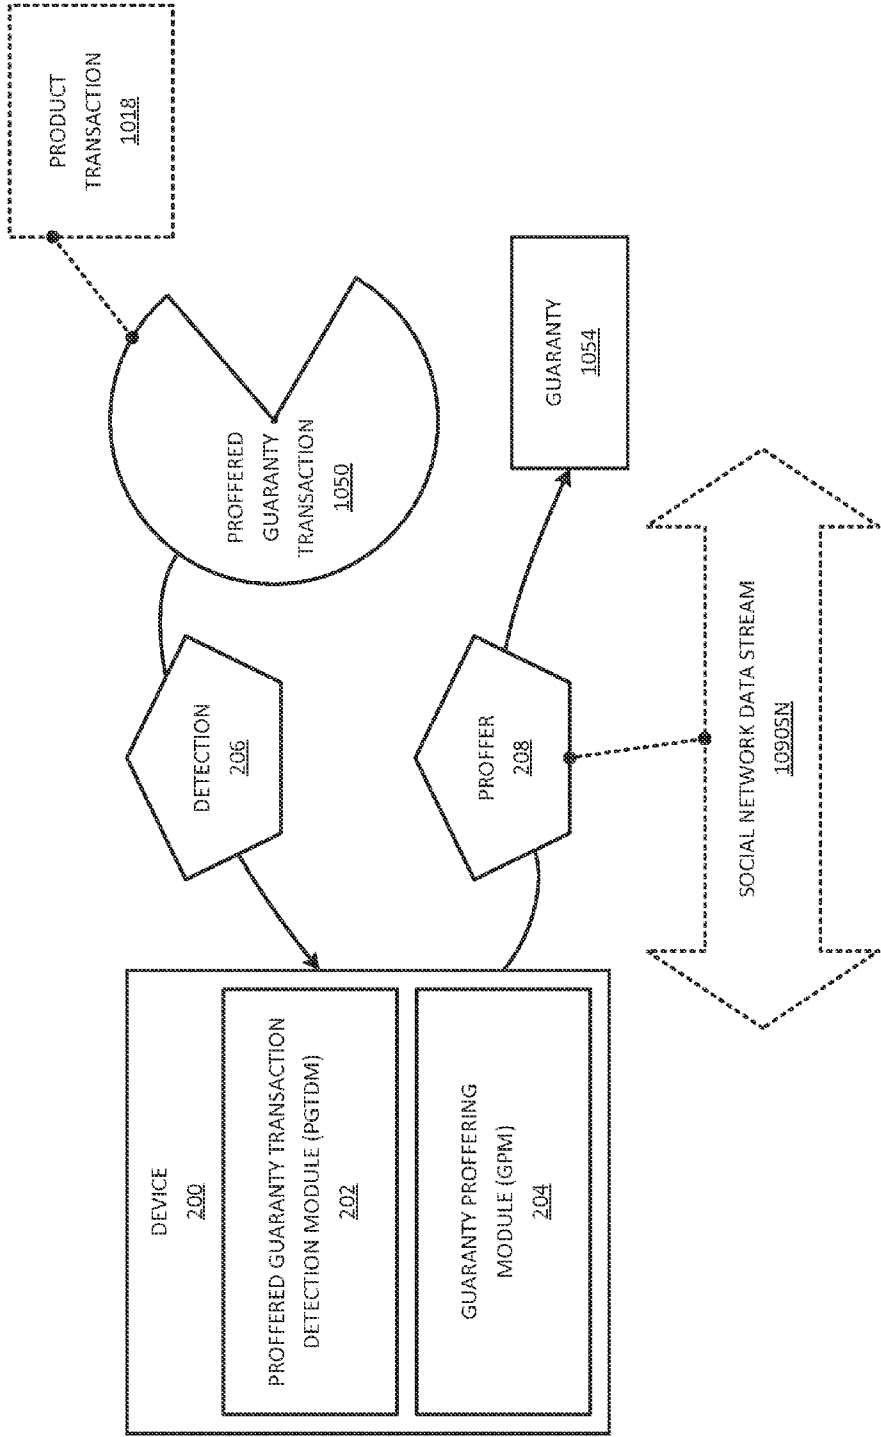 DEVICE
200
PROFFERED GUARANTY TRANSACTION
DETECTION MODULE (PGTDM)
202
GUARANTY PROFFERING
MODULE (GPM)
204
DETECTION
206
PROFFER
208
PROFFERED
GUARANTY
TRANSACTION
1050
PRODUCT
TRANSACTION
1018
GUARANTY
1054
SOCIAL NETWORK DATA STREAM
1090SN